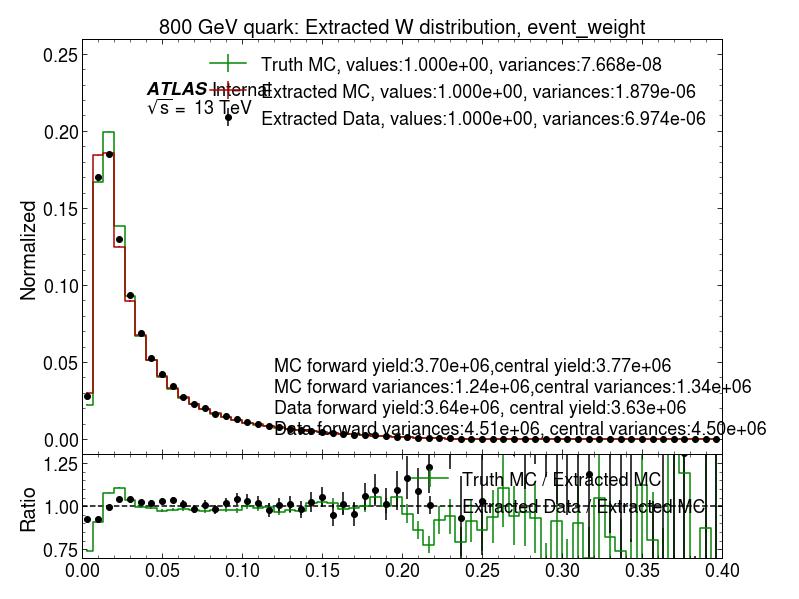 800 GeV quark: Extracted W distribution, event_weight
0.25
Truth MC, values:1.000e+00, variances:7.668e-08
ATLAS Internal
Extracted MC, values:1.000e+00, variances:1.879e-06
√s = 13 TeV
Extracted Data, values:1.000e+00, variances:6.974e-06
0.20
0.15
Normalized
0.10
0.05
MC forward yield:3.70e+06,central yield:3.77e+06
MC forward variances:1.24e+06,central variances:1.34e+06
Data forward yield:3.64e+06, central yield:3.63e+06
Data forward variances:4.51e+06, central variances:4.50e+06
0.00
1.25
Truth MC / Extracted MC
Ratio
1.00
Extracted Data / Extracted MC
0.75
0.00 0.05 0.10 0.15 0.20 0.25 0.30 0.35 0.40